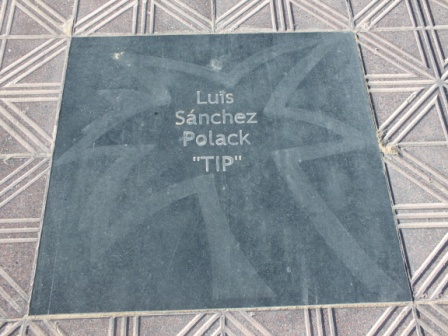 Luis
Sánchez
Polack
"TIP"